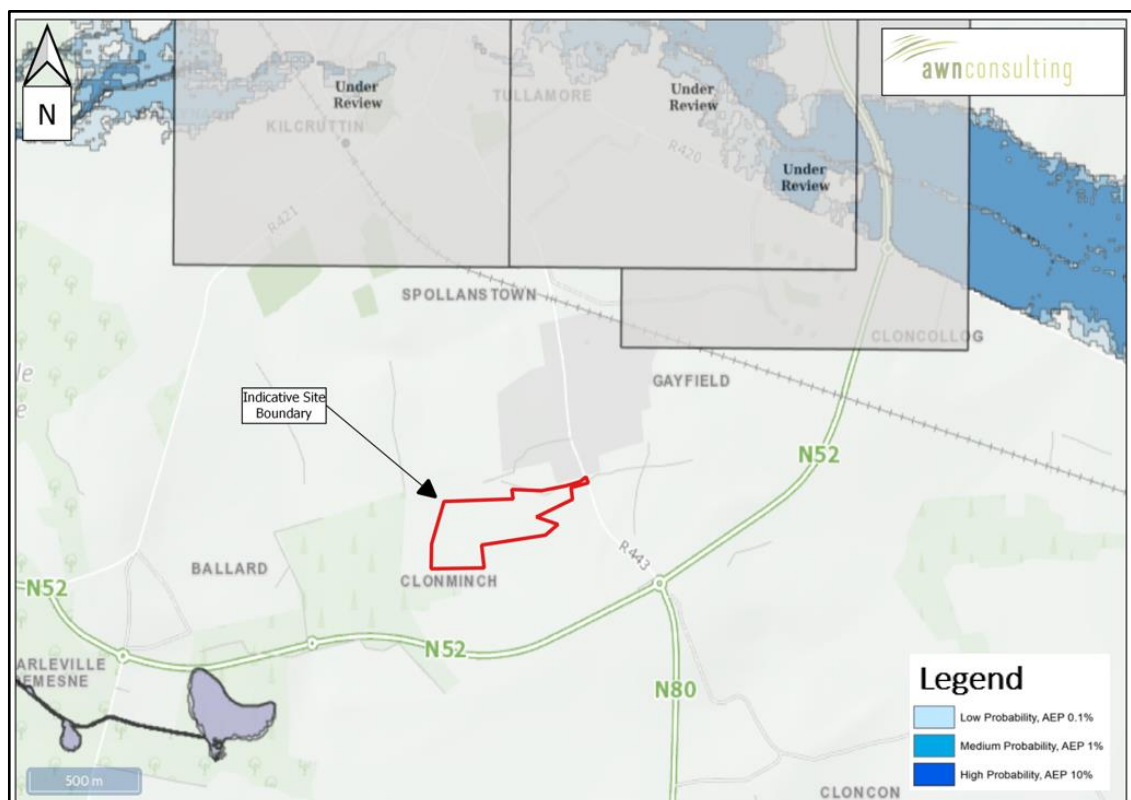 N
awnconsulting
Under
Review
TULLAMORE
Under
Review
KILCRUTTIN
R420
Under
Review
R421
SPOLLANSTOWN
CLONCOLLOG
GAYFIELD
Indicative Site
Boundary
N52
R443
BALLARD
CLONMINCH
N52
N52
ARLEVILLE
EMESNE
N80
Legend
Low Probability, AEP 0.1%
Medium Probability, AEP 1%
High Probability, AEP 10%
500 m
CLONCON